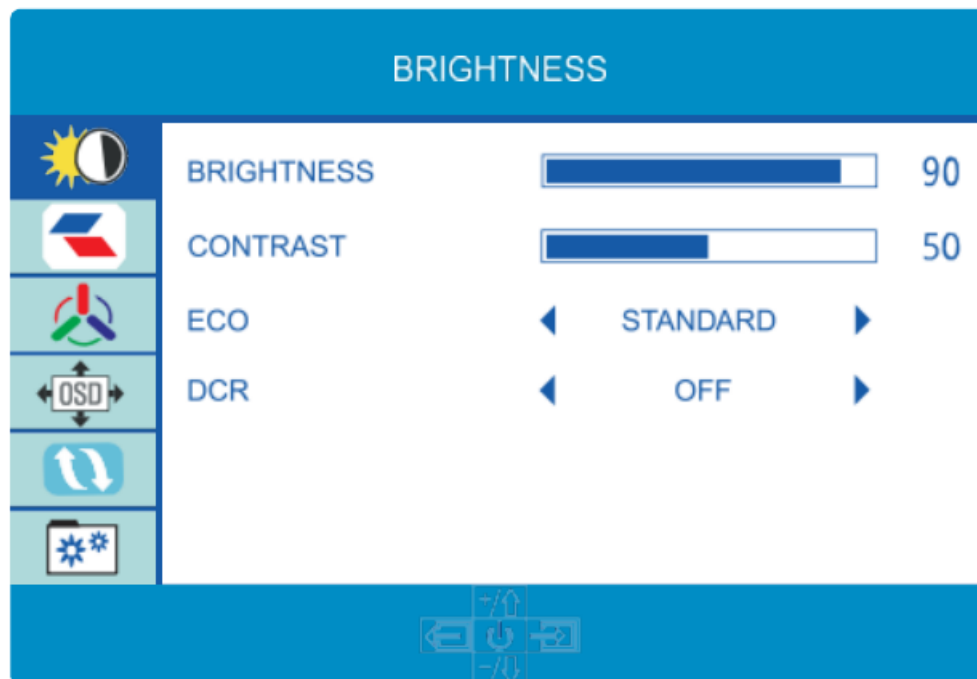 BRIGHTNESS
BRIGHTNESS 90
CONTRAST 50
ECO STANDARD
DCR OFF
OSD
+/⇧
-/⇩